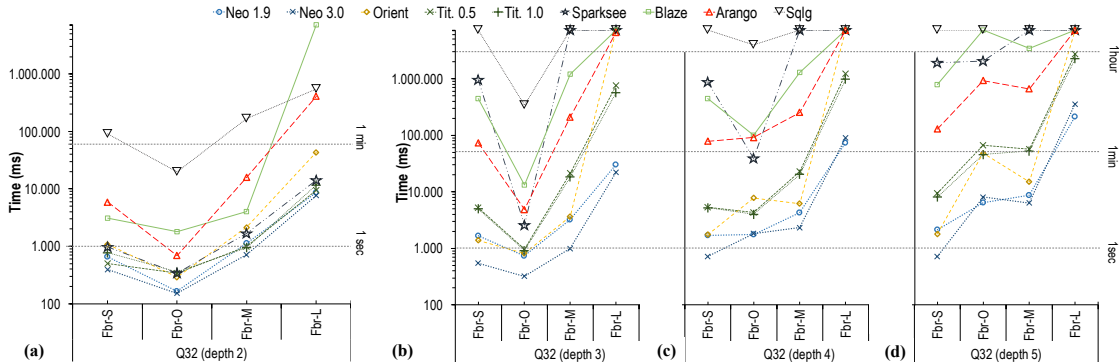 Neo 1.9 Neo 3.0 Orient Tit. 0.5 Tit. 1.0 Sparksee Blaze Arango Sqlg
Time (ms)
1.000.000
100.000
10.000
1.000
100
1 min
1 sec
Fbr-S Fbr-O Fbr-M Fbr-L
(a) Q32 (depth 2)
Time (ms)
1.000.000
100.000
10.000
1.000
100
Fbr-S Fbr-O Fbr-M Fbr-L
(b) Q32 (depth 3)
Fbr-S Fbr-O Fbr-M Fbr-L
(c) Q32 (depth 4)
Fbr-S Fbr-O Fbr-M Fbr-L
(d) Q32 (depth 5)
1hour
1min
1sec